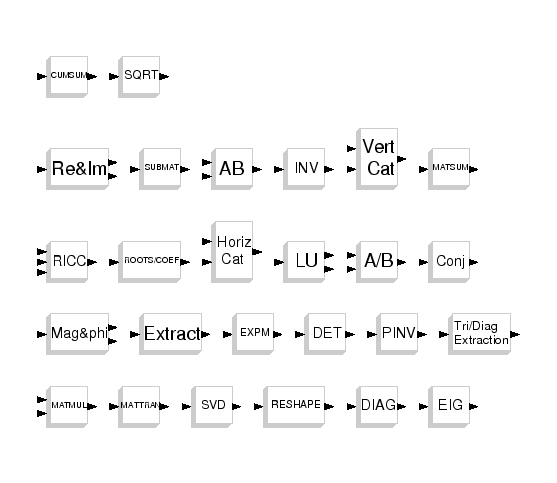 CUMSUM SQRT
Re&Im SUBMAT AB INV Vert Cat MATSUM
RICC ROOTS/COEF Horiz Cat LU A/B Conj
Mag&phi Extract EXPM DET PINV Tri/Diag Extraction
MATMUL MATTRAN SVD RESHAPE DIAG EIG